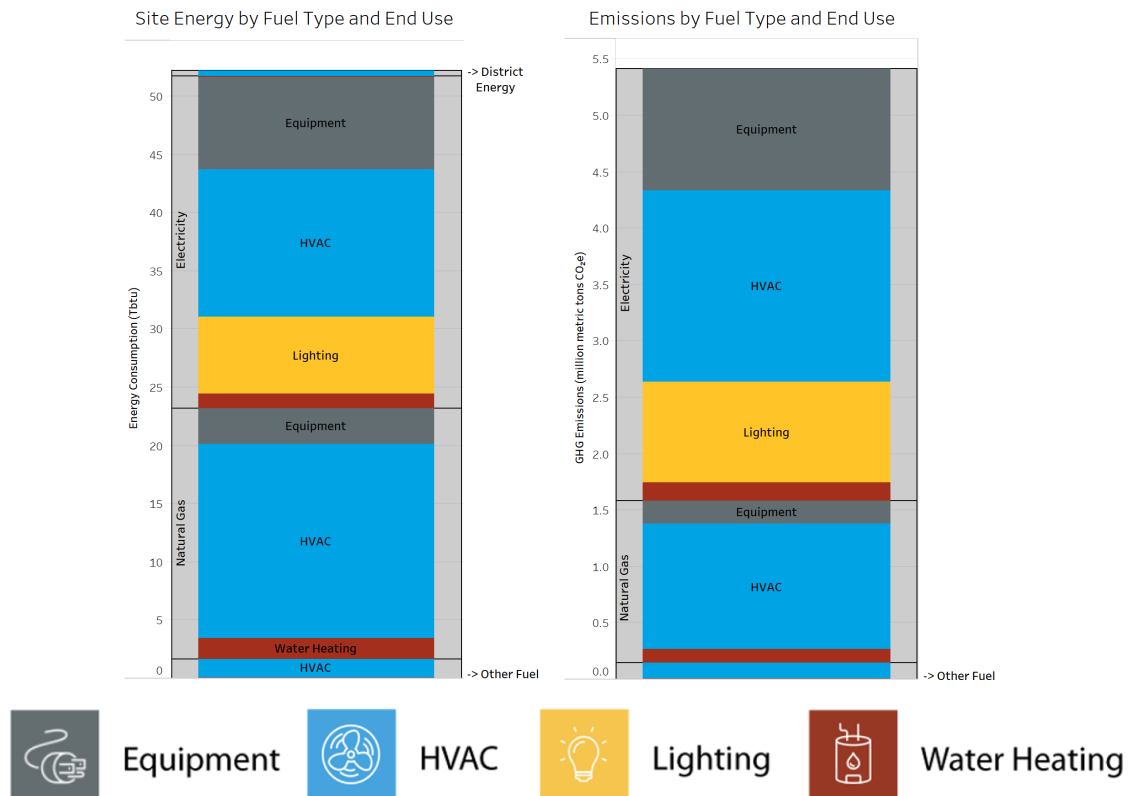 Site Energy by Fuel Type and End Use
-> District
Energy
50
45
40
35
30
25
20
15
10
5
0
Energy Consumption (Tbtu)
Electricity
Natural Gas
Equipment
HVAC
Lighting
Equipment
HVAC
Water Heating
HVAC
-> Other Fuel
Emissions by Fuel Type and End Use
5.5
5.0
4.5
4.0
3.5
3.0
2.5
2.0
1.5
1.0
0.5
0.0
GHG Emissions (million metric tons CO₂e)
Electricity
Natural Gas
Equipment
HVAC
Lighting
Equipment
HVAC
-> Other Fuel
Equipment
HVAC
Lighting
Water Heating